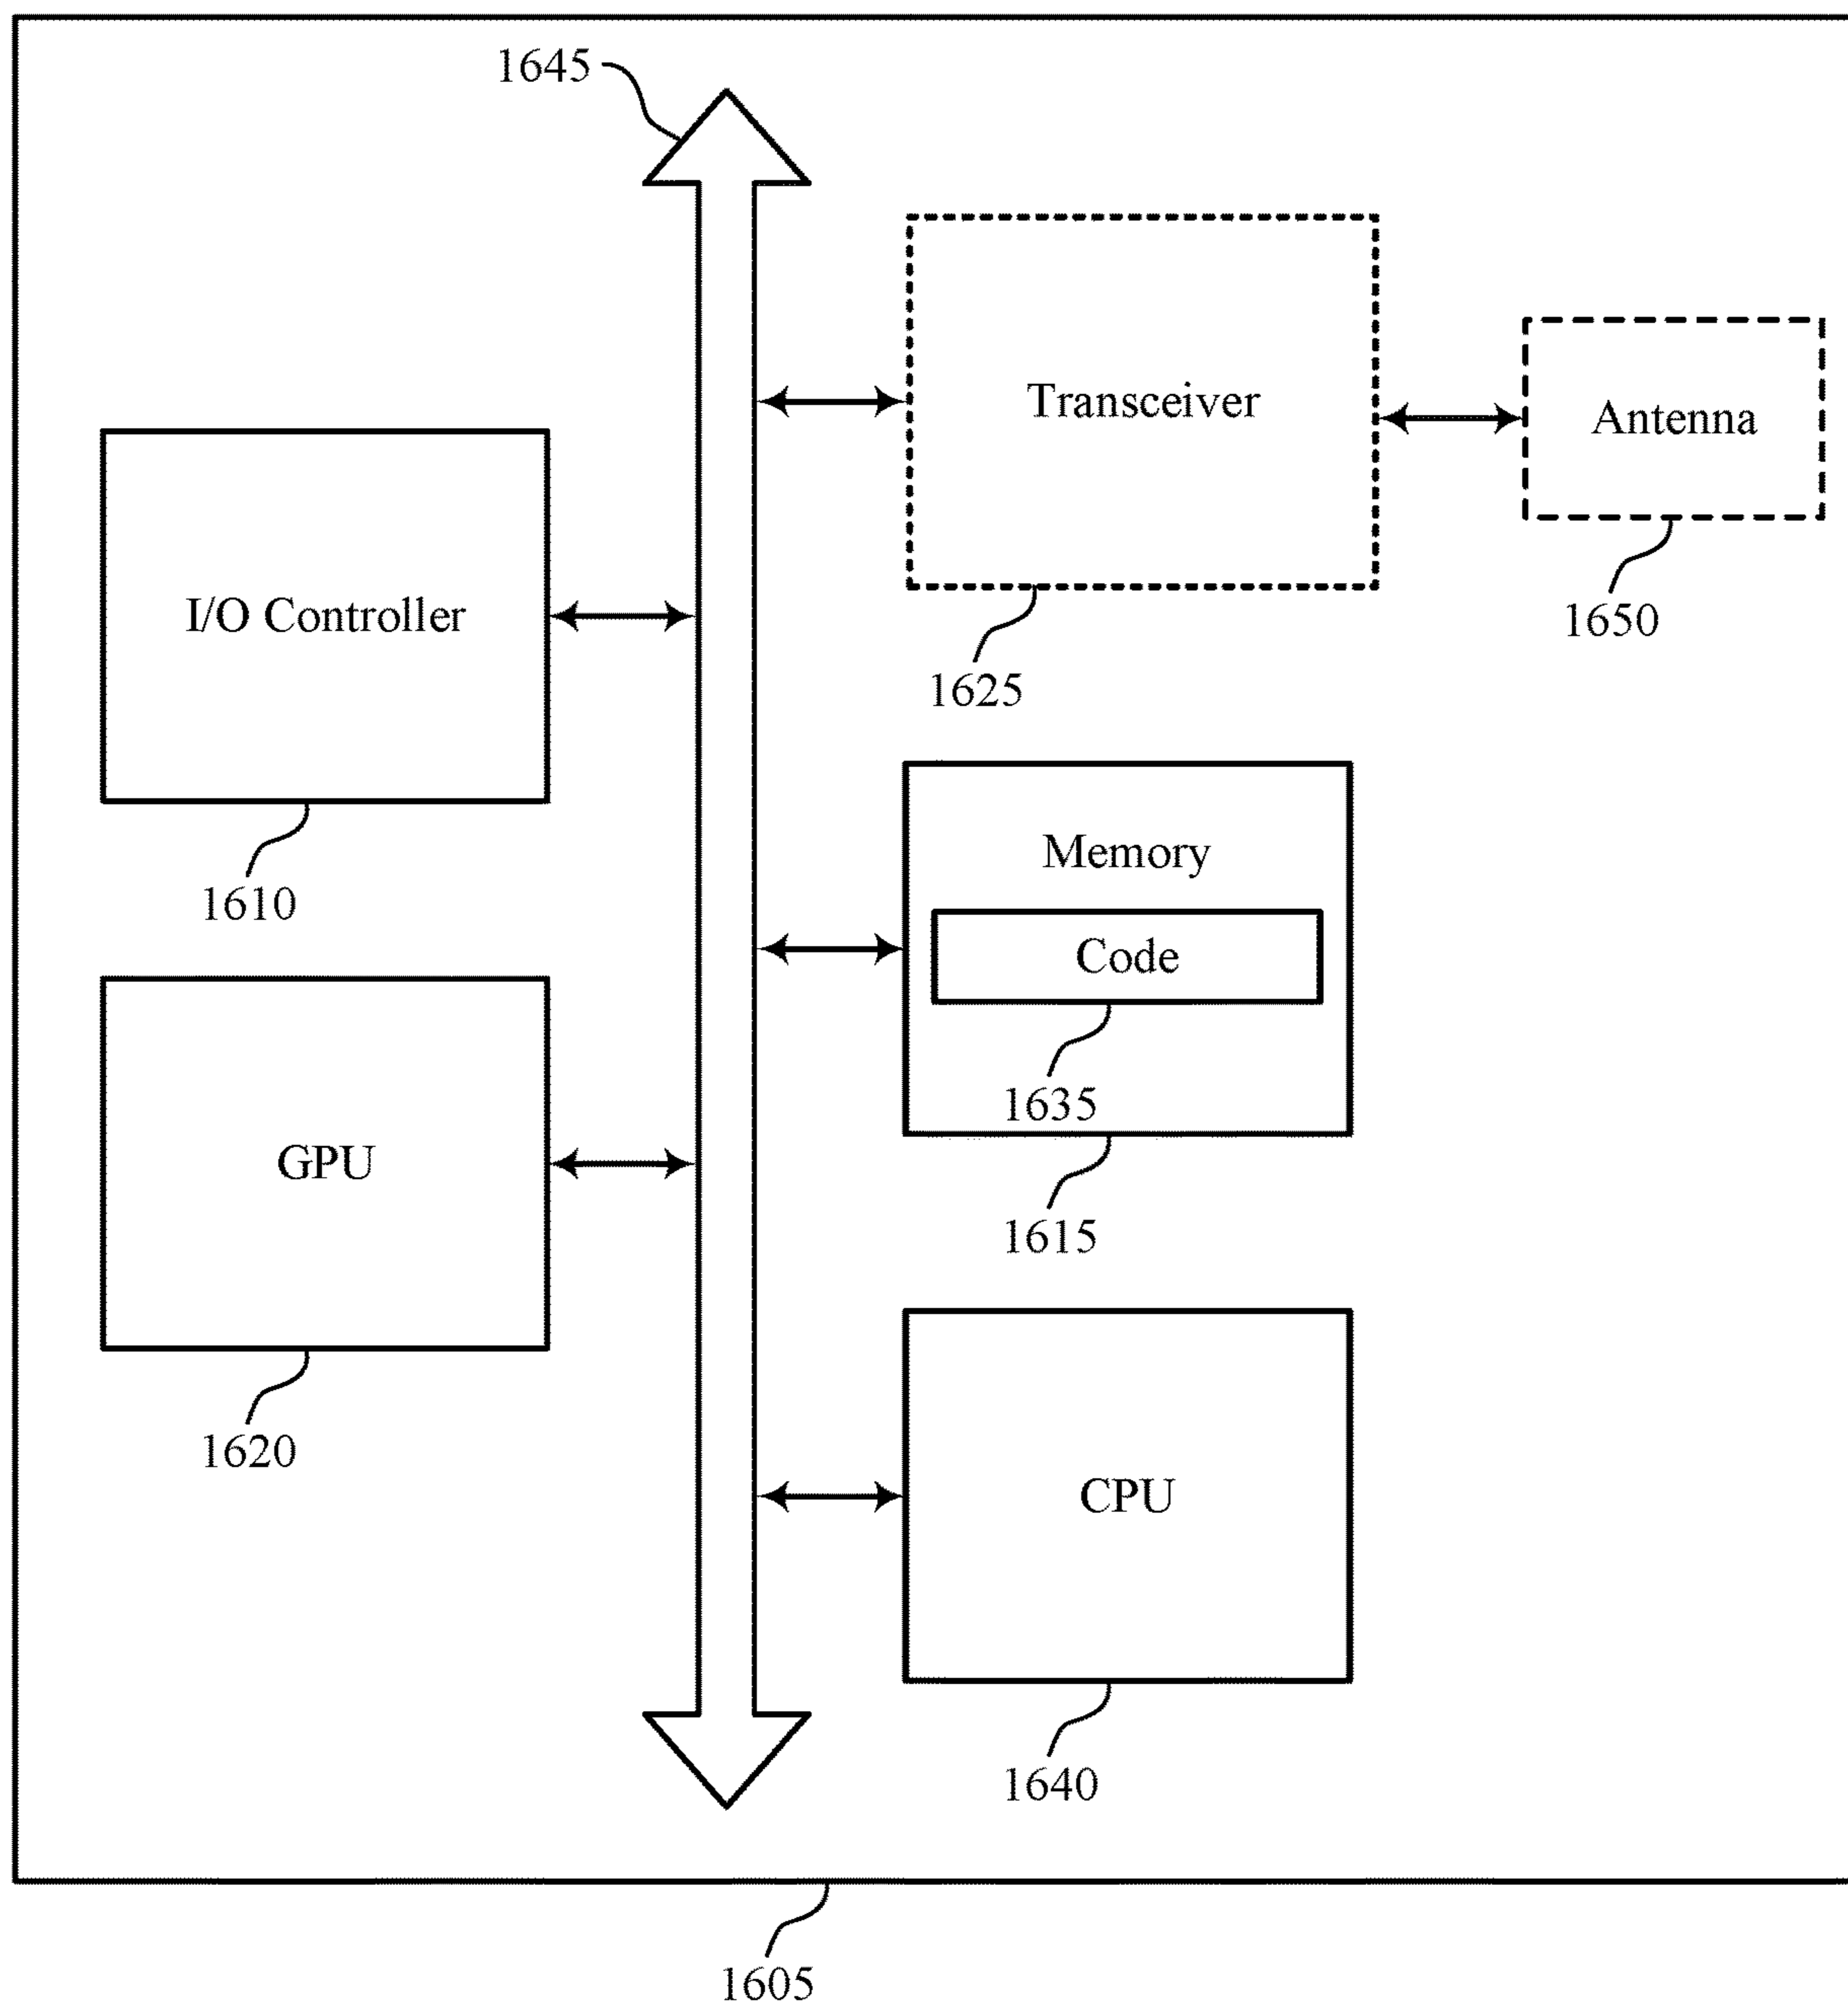 1645
Transceiver
Antenna
I/O Controller
1650
1625
Memory
1610
Code
1635
GPU
1615
1620
CPU
1640
1605